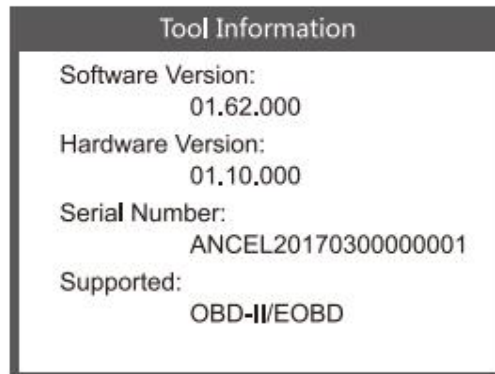 Tool Information
Software Version:
01.62.000
Hardware Version:
01.10.000
Serial Number:
ANCEL20170300000001
Supported:
OBD-II/EOBD